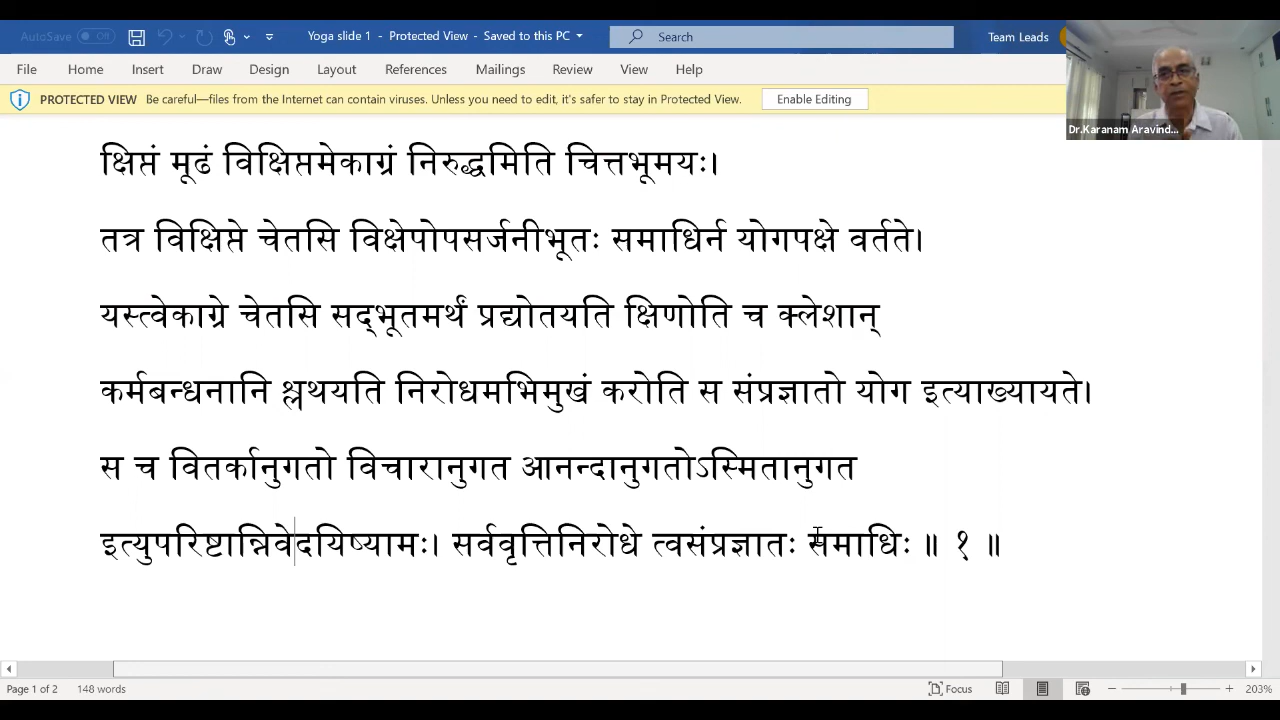 AutoSave Off Yoga slide 1 - Protected View - Saved to this PC Search Team Leads
File Home Insert Draw Design Layout References Mailings Review View Help
PROTECTED VIEW Be careful—files from the Internet can contain viruses. Unless you need to edit, it's safer to stay in Protected View. Enable Editing
Dr.Karanam Aravind...
क्षिप्तं मूढं विक्षिप्तमेकाग्रं निरुद्धमिति चित्तभूमयः।
तत्र विक्षिप्ते चेतसि विक्षेपोपसर्जनीभूतः समाधिर्न योगपक्षे वर्तते।
यस्त्वेकाग्रे चेतसि सद्भूतमर्थं प्रद्योतयति क्षिणोति च क्लेशान्
कर्मबन्धनानि श्लथयति निरोधमभिमुखं करोति स संप्रज्ञातो योग इत्याख्यायते।
स च वितर्कानुगतो विचारानुगत आनन्दानुगतोऽस्मितानुगत
इत्युपरिष्टान्निवेदयिष्यामः। सर्ववृत्तिनिरोधे त्वसंप्रज्ञातः समाधिः ॥ १ ॥
Page 1 of 2 148 words Focus 203%